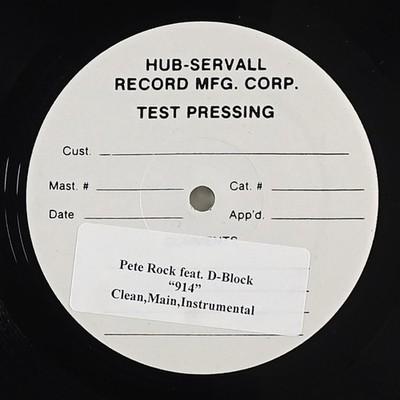 HUB-SERVALL
RECORD MFG. CORP.
TEST PRESSING
Cust.
Mast. # Cat. #
Date App'd.
Pete Rock feat. D-Block
“914”
Clean,Main,Instrumental